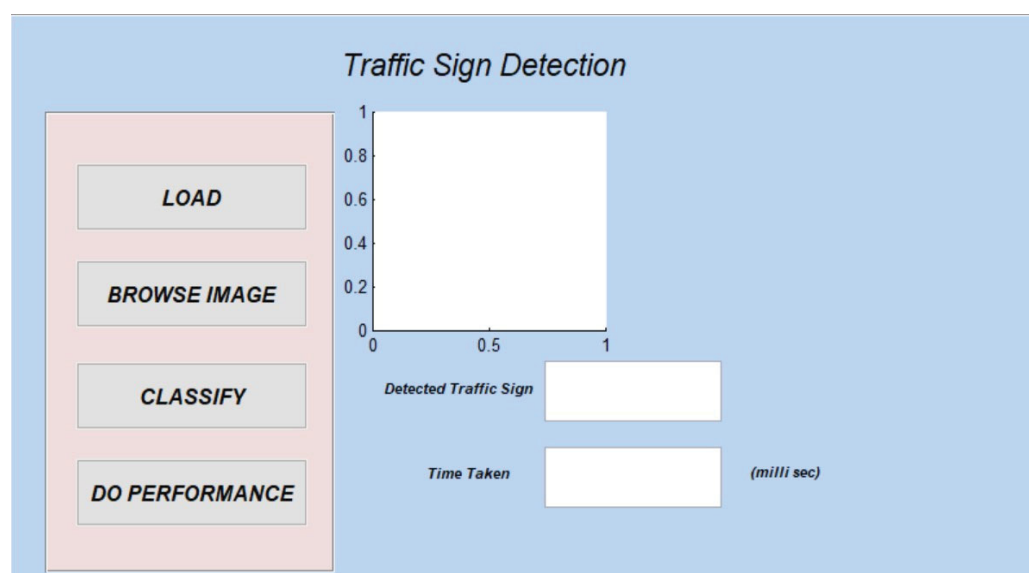 Traffic Sign Detection
LOAD
BROWSE IMAGE
CLASSIFY
DO PERFORMANCE
1
0.8
0.6
0.4
0.2
0
0 0.5 1
Detected Traffic Sign
Time Taken (milli sec)